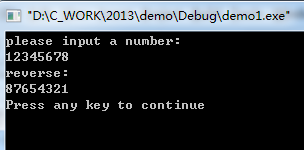 "D:\C_WORK\2013\demo\Debug\demo1.exe"
please input a number:
12345678
reverse:
87654321
Press any key to continue